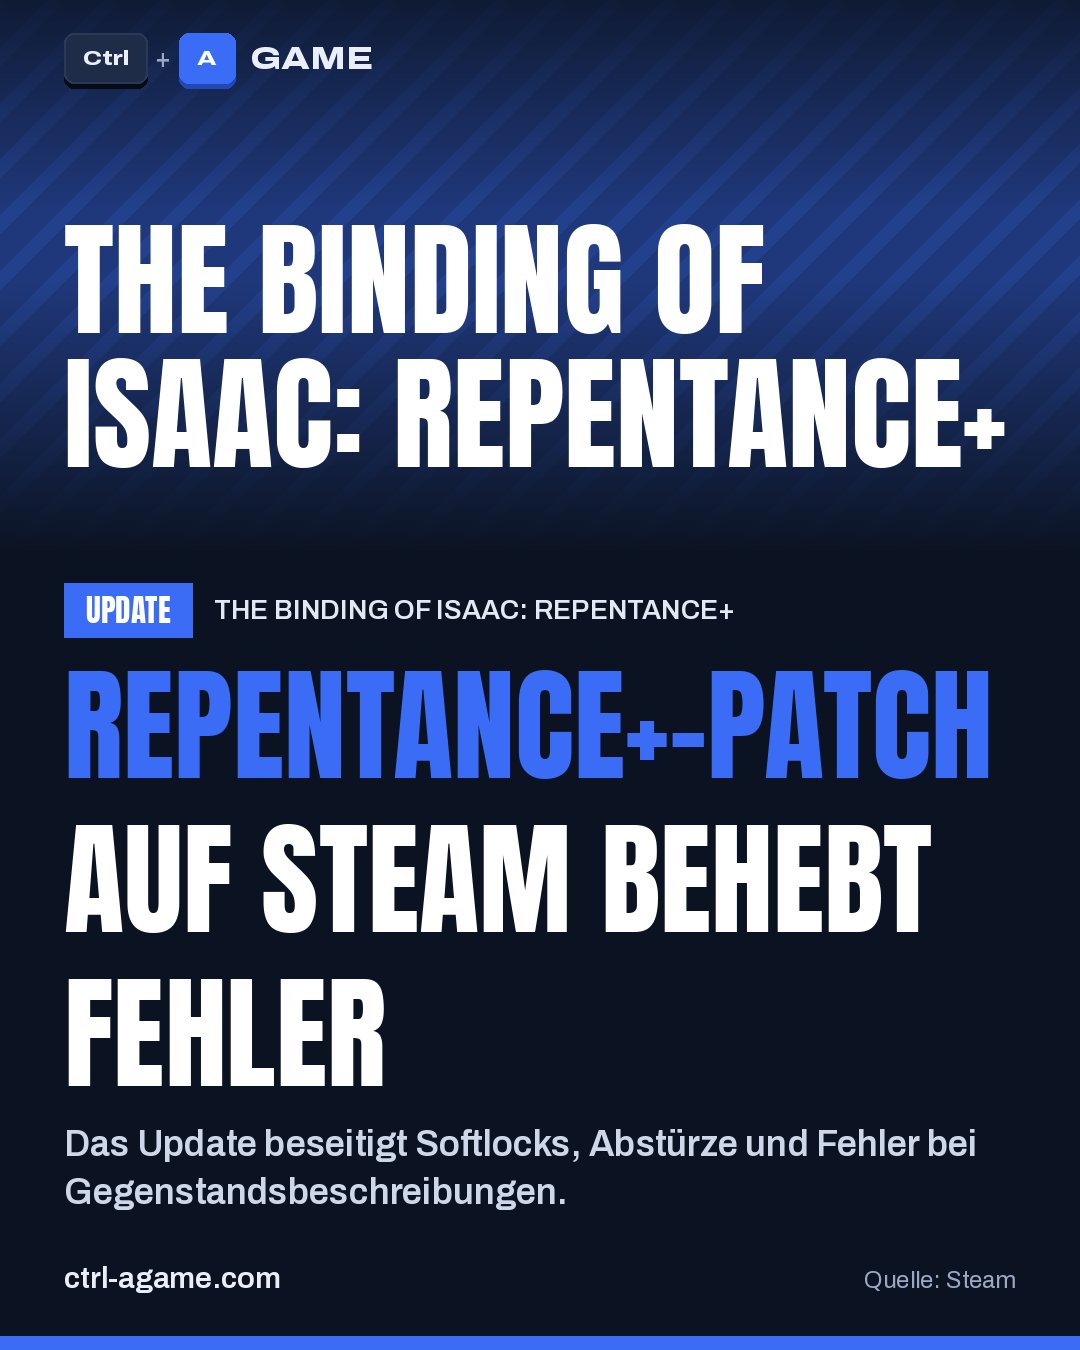 Ctrl + A GAME
THE BINDING OF
ISAAC: REPENTANCE+
UPDATE THE BINDING OF ISAAC: REPENTANCE+
REPENTANCE+-PATCH
AUF STEAM BEHEBT
FEHLER
Das Update beseitigt Softlocks, Abstürze und Fehler bei
Gegenstandsbeschreibungen.
ctrl-agame.com Quelle: Steam